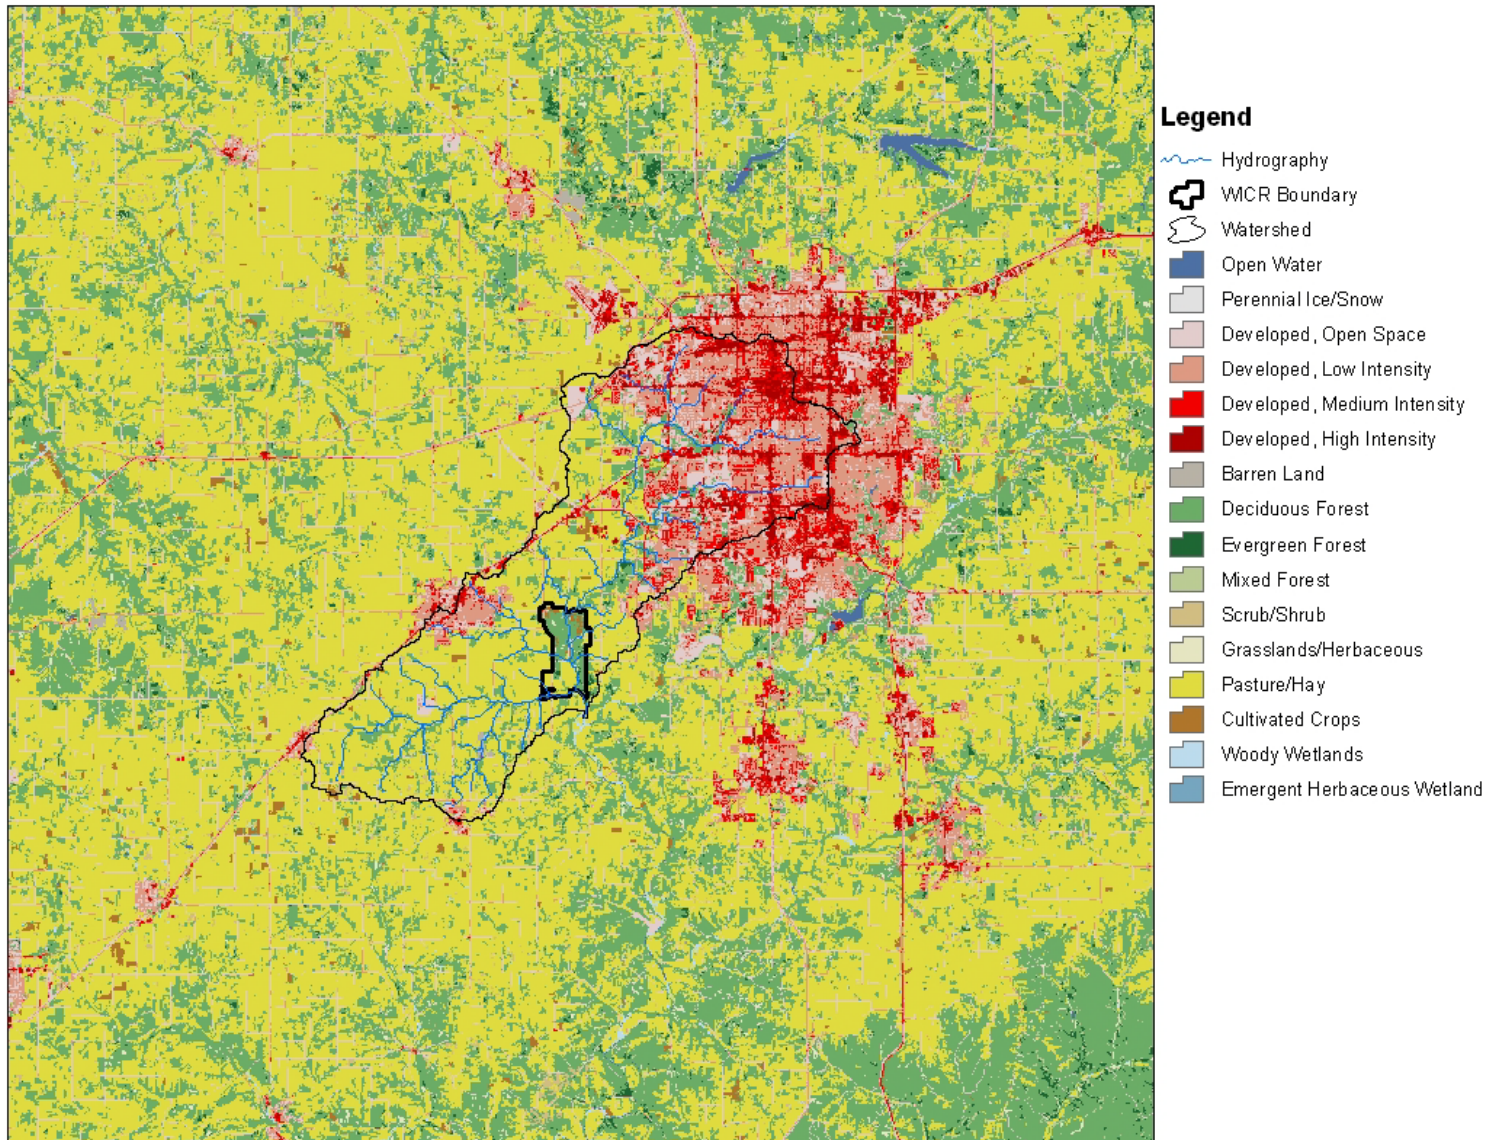 Legend
Hydrography
WICR Boundary
Watershed
Open Water
Perennial Ice/Snow
Developed, Open Space
Developed, Low Intensity
Developed, Medium Intensity
Developed, High Intensity
Barren Land
Deciduous Forest
Evergreen Forest
Mixed Forest
Scrub/Shrub
Grasslands/Herbaceous
Pasture/Hay
Cultivated Crops
Woody Wetlands
Emergent Herbaceous Wetland